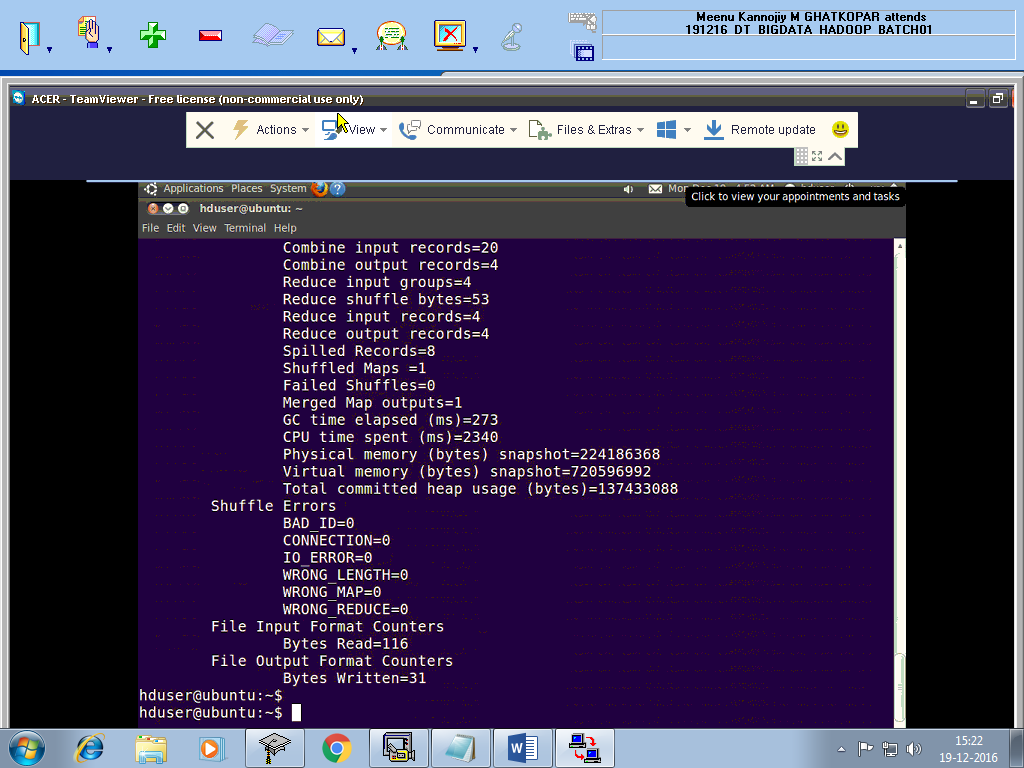 Meenu Kannojiy M GHATKOPAR attends
191216_DT_BIGDATA_HADOOP_BATCH01
ACER - TeamViewer - Free license (non-commercial use only)
Actions View Communicate Files & Extras Remote update
Applications Places System
Click to view your appointments and tasks
hduser@ubuntu: ~
File Edit View Terminal Help
Combine input records=20
Combine output records=4
Reduce input groups=4
Reduce shuffle bytes=53
Reduce input records=4
Reduce output records=4
Spilled Records=8
Shuffled Maps =1
Failed Shuffles=0
Merged Map outputs=1
GC time elapsed (ms)=273
CPU time spent (ms)=2340
Physical memory (bytes) snapshot=224186368
Virtual memory (bytes) snapshot=720596992
Total committed heap usage (bytes)=137433088
Shuffle Errors
BAD_ID=0
CONNECTION=0
IO_ERROR=0
WRONG_LENGTH=0
WRONG_MAP=0
WRONG_REDUCE=0
File Input Format Counters
Bytes Read=116
File Output Format Counters
Bytes Written=31
hduser@ubuntu:~$
hduser@ubuntu:~$
15:22
19-12-2016